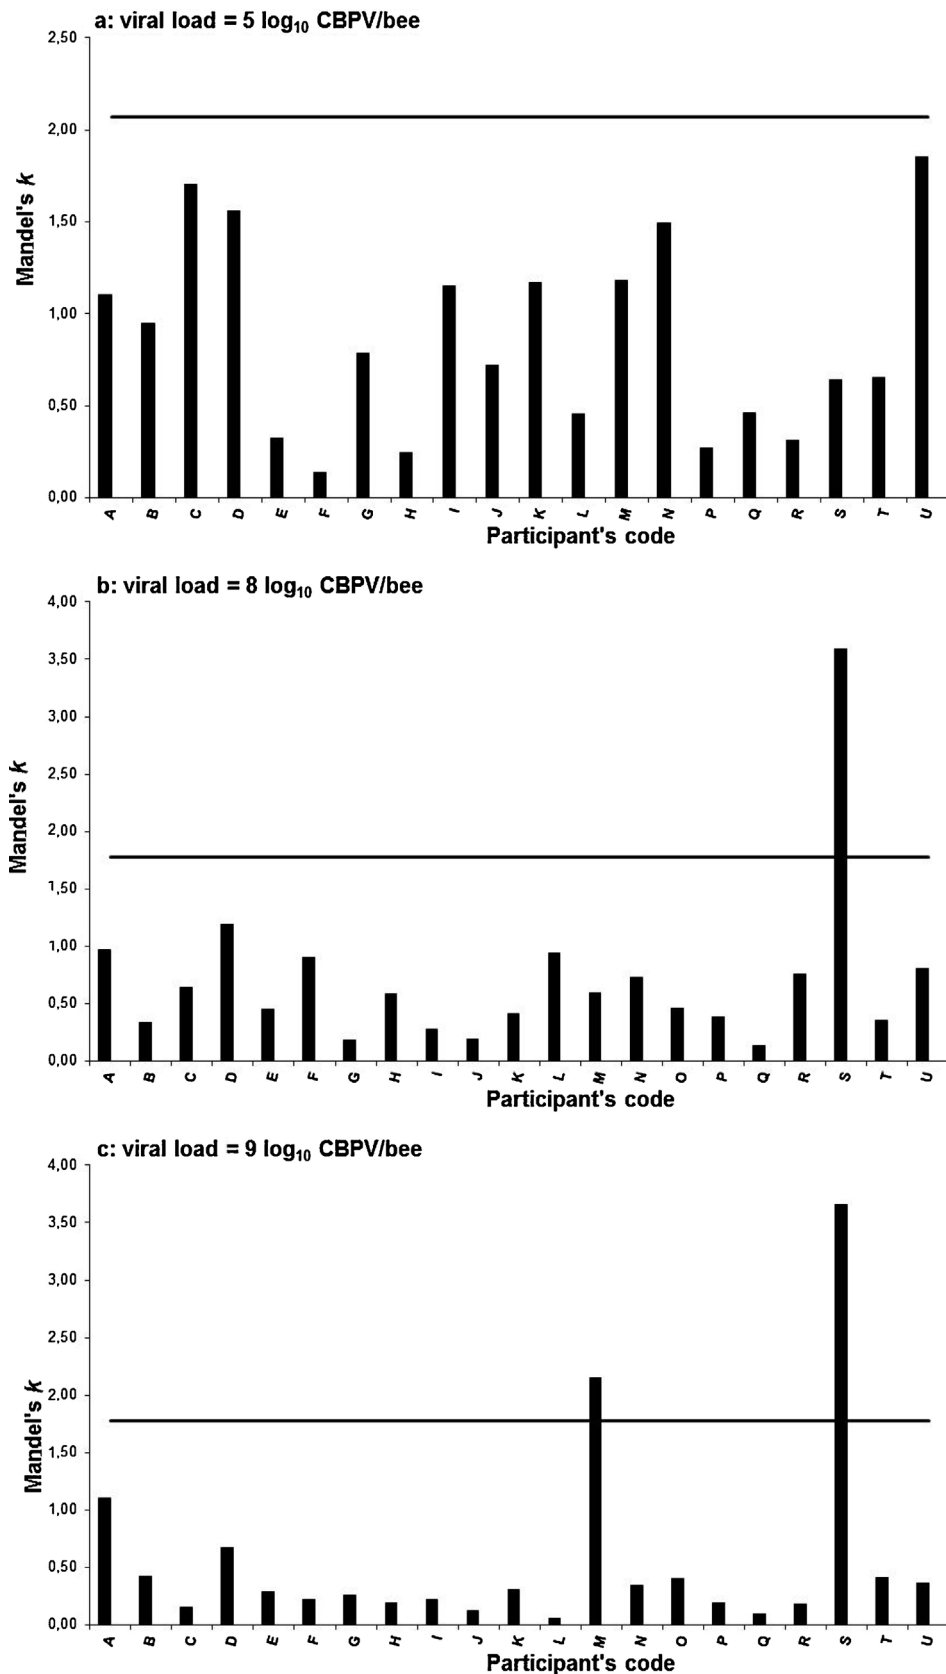 a: viral load = 5 log10 CBPV/bee
2,50
2,00
1,50
1,00
0,50
0,00
Mandel's k
A B C D E F G H I J K L M N P Q R S T U
Participant's code
b: viral load = 8 log10 CBPV/bee
4,00
3,50
3,00
2,50
2,00
1,50
1,00
0,50
0,00
Mandel's k
A B C D E F G H I J K L M N O P Q R S T U
Participant's code
c: viral load = 9 log10 CBPV/bee
4,00
3,50
3,00
2,50
2,00
1,50
1,00
0,50
0,00
Mandel's k
A B C D E F G H I J K L M N O P Q R S T U
Participant's code